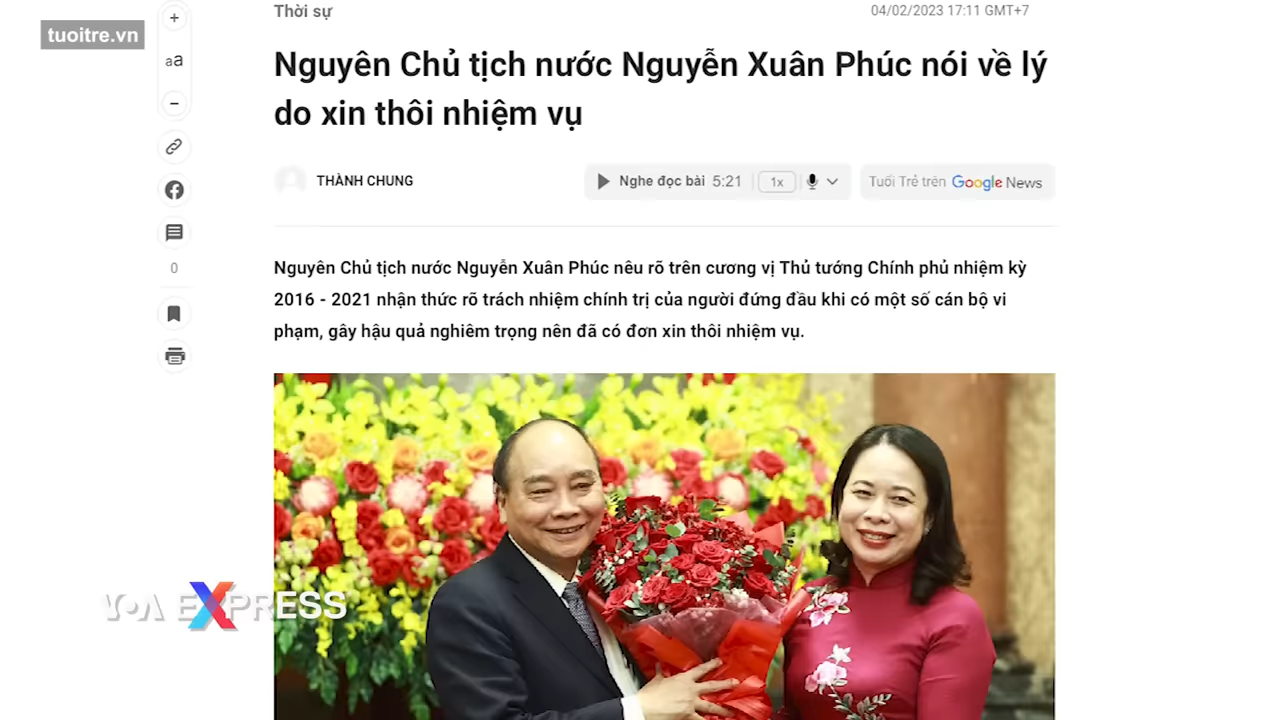 tuoitre.vn
Thời sự
04/02/2023 17:11 GMT+7
Nguyên Chủ tịch nước Nguyễn Xuân Phúc nói về lý
do xin thôi nhiệm vụ
aa
THÀNH CHUNG
Nghe đọc bài 5:21 1x
Tuổi Trẻ trên Google News
0
Nguyên Chủ tịch nước Nguyễn Xuân Phúc nêu rõ trên cương vị Thủ tướng Chính phủ nhiệm kỳ
2016 - 2021 nhận thức rõ trách nhiệm chính trị của người đứng đầu khi có một số cán bộ vi
phạm, gây hậu quả nghiêm trọng nên đã có đơn xin thôi nhiệm vụ.
VOA EXPRESS